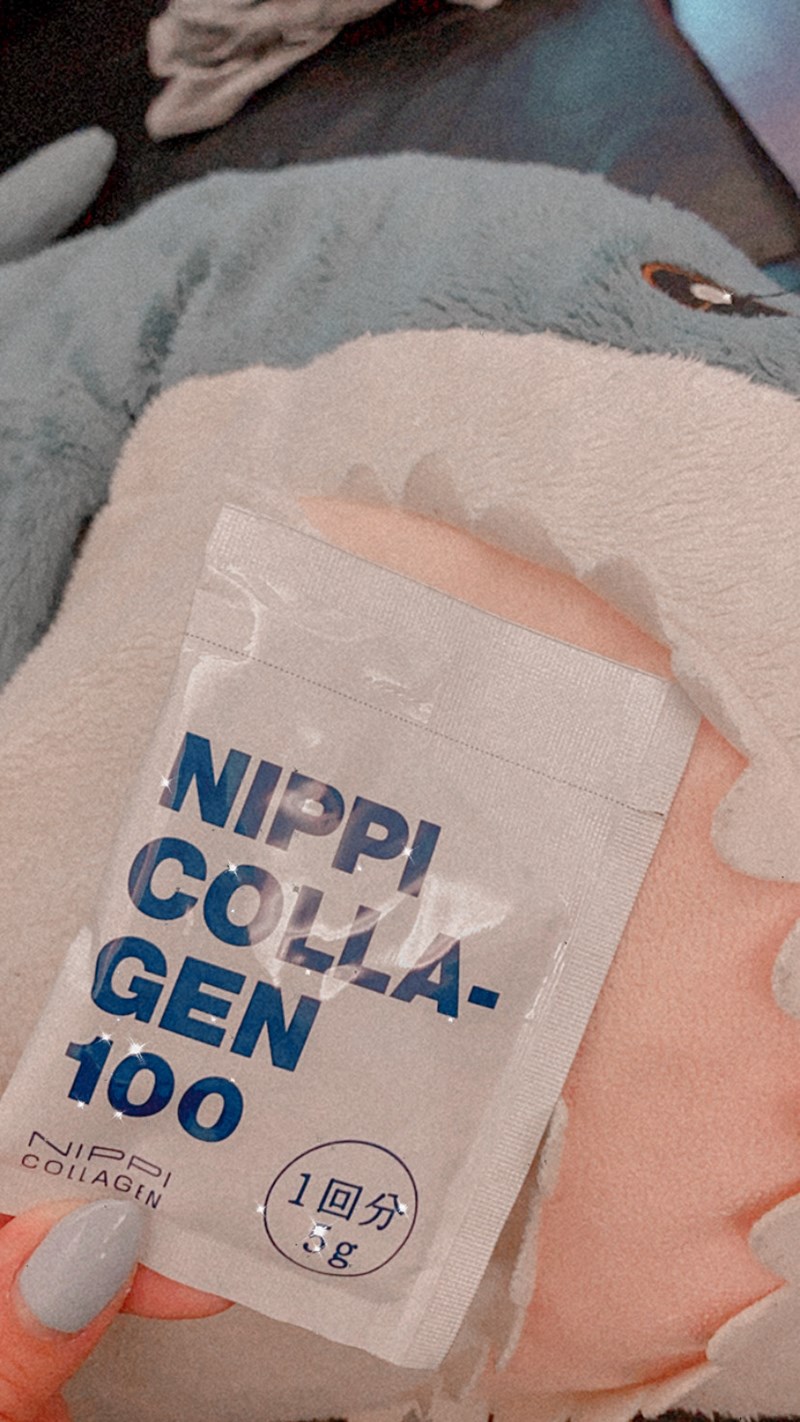 NIPPI
COLLA-
GEN
100
NIPPI
COLLAGEN
1回分
5g